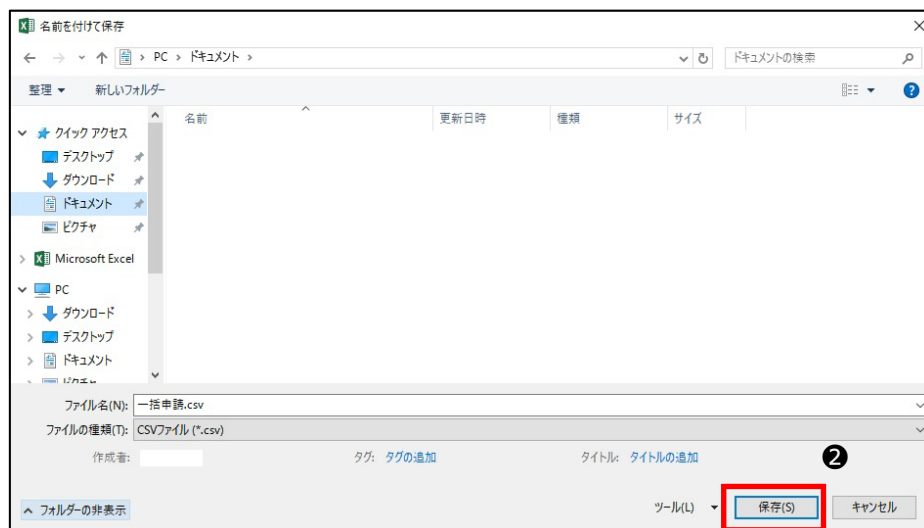 名前を付けて保存
PC › ドキュメント ›
ドキュメントの検索
整理 新しいフォルダー
名前 更新日時 種類 サイズ
クイック アクセス
デスクトップ
ダウンロード
ドキュメント
ピクチャ
Microsoft Excel
PC
ダウンロード
デスクトップ
ドキュメント
ピクチャ
ファイル名(N): 一括申請.csv
ファイルの種類(T): CSVファイル (*.csv)
作成者: タグ: タグの追加 タイトル: タイトルの追加
❷
フォルダーの非表示 ツール(L) 保存(S) キャンセル